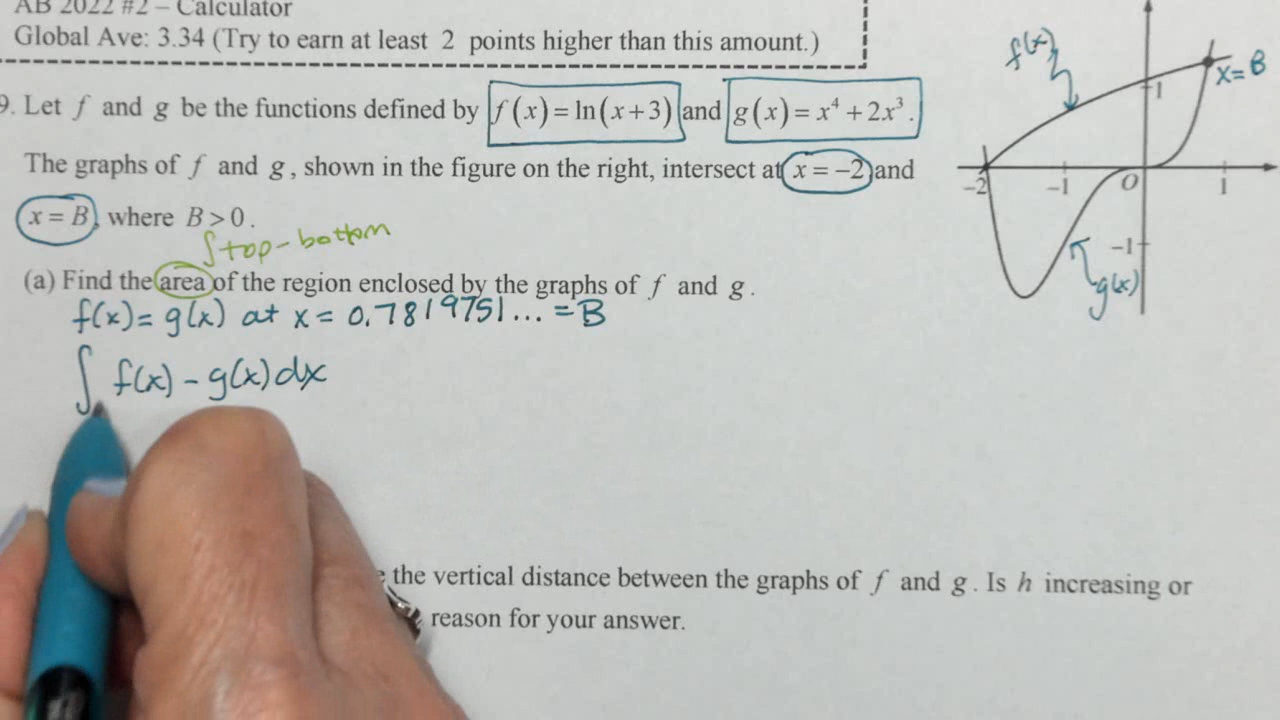 AB 2022 #2 – Calculator
Global Ave: 3.34 (Try to earn at least 2 points higher than this amount.)
9. Let f and g be the functions defined by f(x) = ln(x+3) and g(x) = x⁴ + 2x³.
The graphs of f and g, shown in the figure on the right, intersect at x = −2 and
x = B, where B > 0.
∫ top - bottom
(a) Find the area of the region enclosed by the graphs of f and g.
f(x) = g(x) at x = 0.7819751... = B
∫ f(x) - g(x) dx
the vertical distance between the graphs of f and g. Is h increasing or
reason for your answer.
f(x)
x = B
1
−2 −1 O 1
−1
g(x)